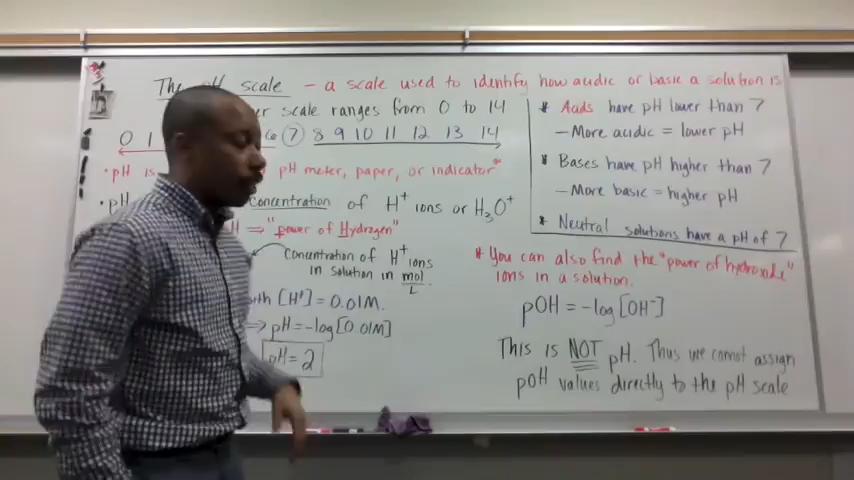 The pH scale – a scale used to identify how acidic or basic a solution is
er scale ranges from 0 to 14
0 1 6 7 8 9 10 11 12 13 14
• pH is pH meter, paper, or indicator
• pH concentration of H⁺ ions or H₃O⁺
H ⇒ "power of Hydrogen"
Concentration of H⁺ ions
in solution in mol/L.
[H⁺] = 0.01M.
⇒ pH = -log[0.01M]
pH = 2
* Acids have pH lower than 7
– More acidic = lower pH
* Bases have pH higher than 7
– More basic = higher pH
* Neutral solutions have a pH of 7
* You can also find the "power of hydroxide"
ions in a solution.
pOH = -log[OH⁻]
This is NOT pH. Thus we cannot assign
pOH values directly to the pH scale